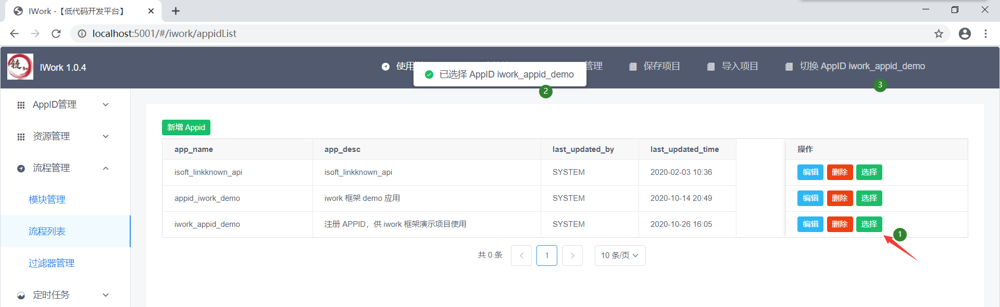 IWork -【低代码开发平台】
localhost:5001/#/iwork/appidList
链知
IWork 1.0.4
使用
管理
保存项目
导入项目
切换 AppID iwork_appid_demo
已选择 AppID iwork_appid_demo
2
3
AppID管理
资源管理
流程管理
模块管理
流程列表
过滤器管理
定时任务
新增 Appid
app_name app_desc last_updated_by last_updated_time 操作
isoft_linkknown_api isoft_linkknown_api SYSTEM 2020-02-03 10:36 编辑 删除 选择
appid_iwork_demo iwork 框架 demo 应用 SYSTEM 2020-10-14 20:49 编辑 删除 选择
iwork_appid_demo 注册 APPID，供 iwork 框架演示项目使用 SYSTEM 2020-10-26 16:05 编辑 删除 选择
1
共 0 条 1 10 条/页